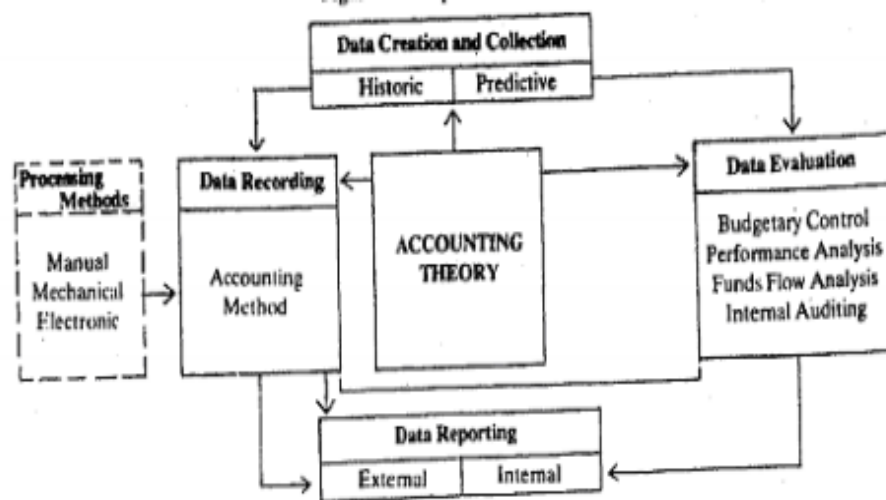 Data Creation and Collection
Historic
Predictive
Processing
Methods
Manual
Mechanical
Electronic
Data Recording
Accounting
Method
ACCOUNTING
THEORY
Data Evaluation
Budgetary Control
Performance Analysis
Funds Flow Analysis
Internal Auditing
Data Reporting
External
Internal